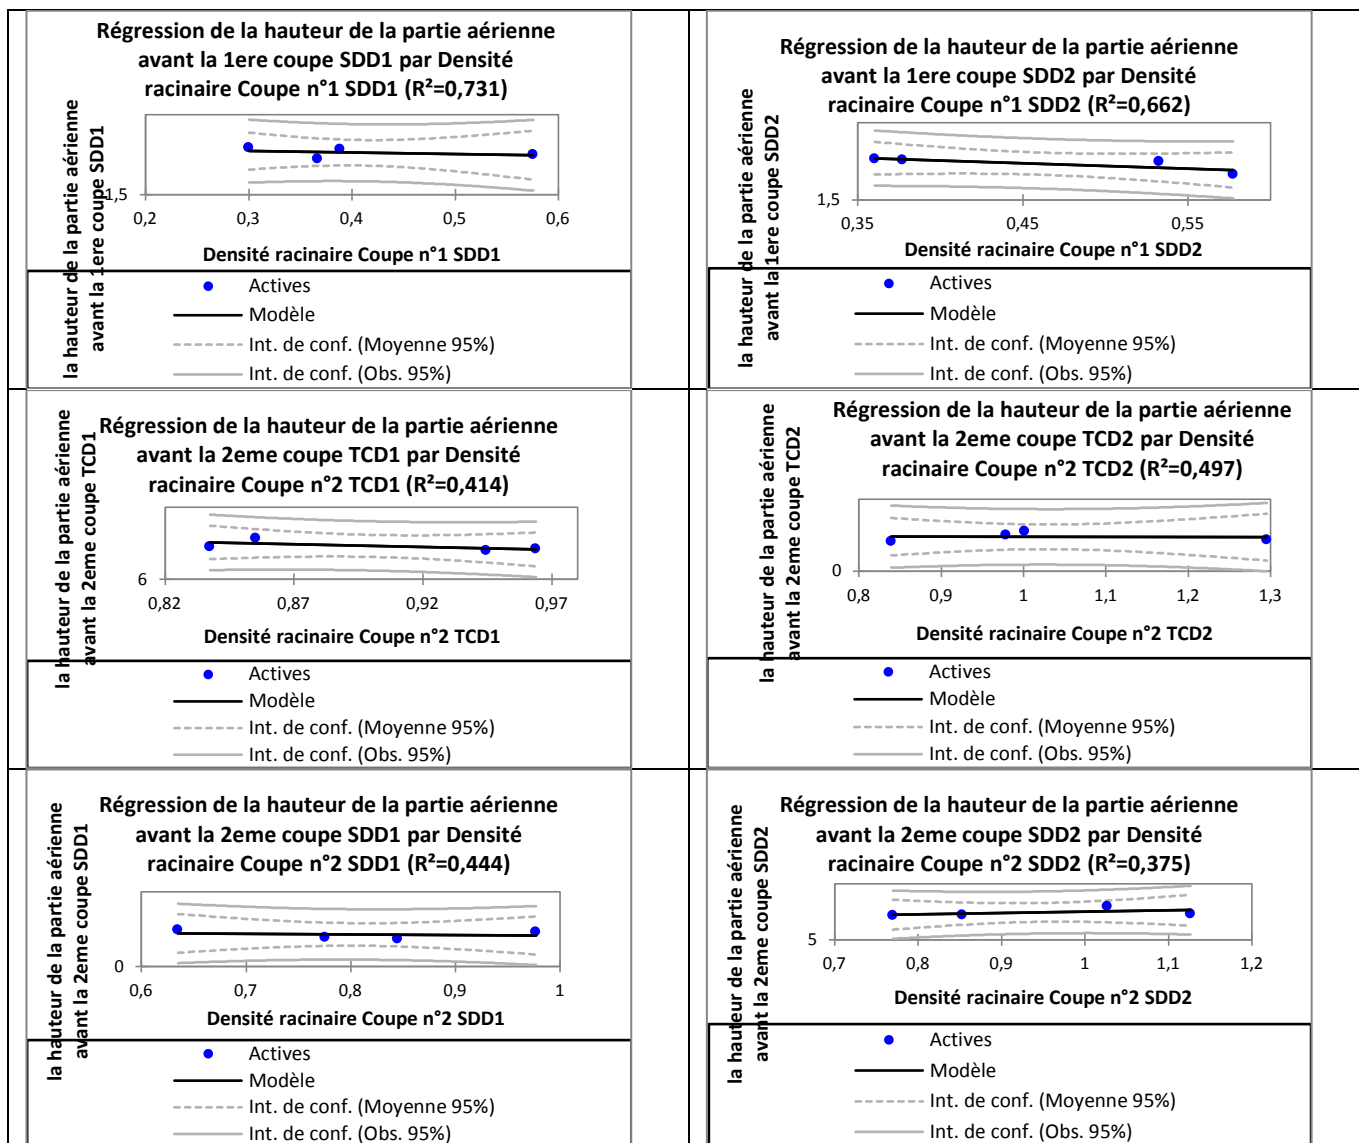 Régression de la hauteur de la partie aérienne
avant la 1ere coupe SDD1 par Densité
racinaire Coupe n°1 SDD1 (R²=0,731)
la hauteur de la partie aérienne
avant la 1ere coupe SDD1
1,5
0,2 0,3 0,4 0,5 0,6
Densité racinaire Coupe n°1 SDD1
Actives
Modèle
Int. de conf. (Moyenne 95%)
Int. de conf. (Obs. 95%)
Régression de la hauteur de la partie aérienne
avant la 1ere coupe SDD2 par Densité
racinaire Coupe n°1 SDD2 (R²=0,662)
la hauteur de la partie aérienne
avant la 1ere coupe SDD2
1,5
0,35 0,45 0,55
Densité racinaire Coupe n°1 SDD2
Actives
Modèle
Int. de conf. (Moyenne 95%)
Int. de conf. (Obs. 95%)
Régression de la hauteur de la partie aérienne
avant la 2eme coupe TCD1 par Densité
racinaire Coupe n°2 TCD1 (R²=0,414)
la hauteur de la partie aérienne
avant la 2eme coupe TCD1
6
0,82 0,87 0,92 0,97
Densité racinaire Coupe n°2 TCD1
Actives
Modèle
Int. de conf. (Moyenne 95%)
Int. de conf. (Obs. 95%)
Régression de la hauteur de la partie aérienne
avant la 2eme coupe TCD2 par Densité
racinaire Coupe n°2 TCD2 (R²=0,497)
la hauteur de la partie aérienne
avant la 2eme coupe TCD2
0
0,8 0,9 1 1,1 1,2 1,3
Densité racinaire Coupe n°2 TCD2
Actives
Modèle
Int. de conf. (Moyenne 95%)
Int. de conf. (Obs. 95%)
Régression de la hauteur de la partie aérienne
avant la 2eme coupe SDD1 par Densité
racinaire Coupe n°2 SDD1 (R²=0,444)
la hauteur de la partie aérienne
avant la 2eme coupe SDD1
0
0,6 0,7 0,8 0,9 1
Densité racinaire Coupe n°2 SDD1
Actives
Modèle
Int. de conf. (Moyenne 95%)
Int. de conf. (Obs. 95%)
Régression de la hauteur de la partie aérienne
avant la 2eme coupe SDD2 par Densité
racinaire Coupe n°2 SDD2 (R²=0,375)
la hauteur de la partie aérienne
avant la 2eme coupe SDD2
5
0,7 0,8 0,9 1 1,1 1,2
Densité racinaire Coupe n°2 SDD2
Actives
Modèle
Int. de conf. (Moyenne 95%)
Int. de conf. (Obs. 95%)